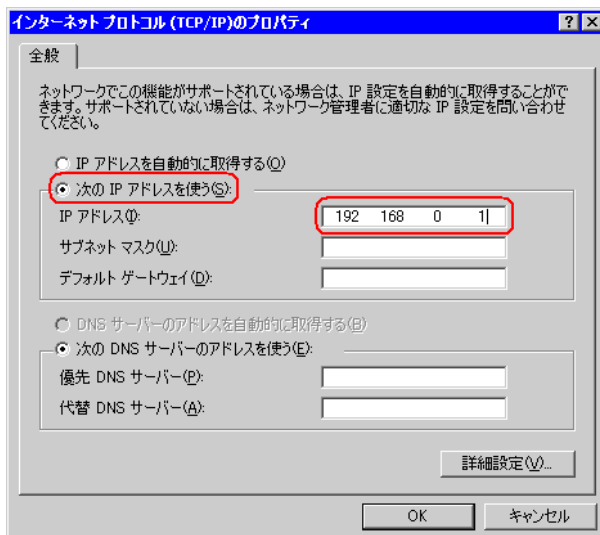 インターネット プロトコル (TCP/IP)のプロパティ
全般
ネットワークでこの機能がサポートされている場合は、IP 設定を自動的に取得することがで
きます。サポートされていない場合は、ネットワーク管理者に適切な IP 設定を問い合わせ
てください。
IP アドレスを自動的に取得する(O)
次の IP アドレスを使う(S):
IP アドレス(I):
192 168 0 1
サブネット マスク(U):
デフォルト ゲートウェイ(D):
DNS サーバーのアドレスを自動的に取得する(B)
次の DNS サーバーのアドレスを使う(E):
優先 DNS サーバー(P):
代替 DNS サーバー(A):
詳細設定(V)...
OK
キャンセル